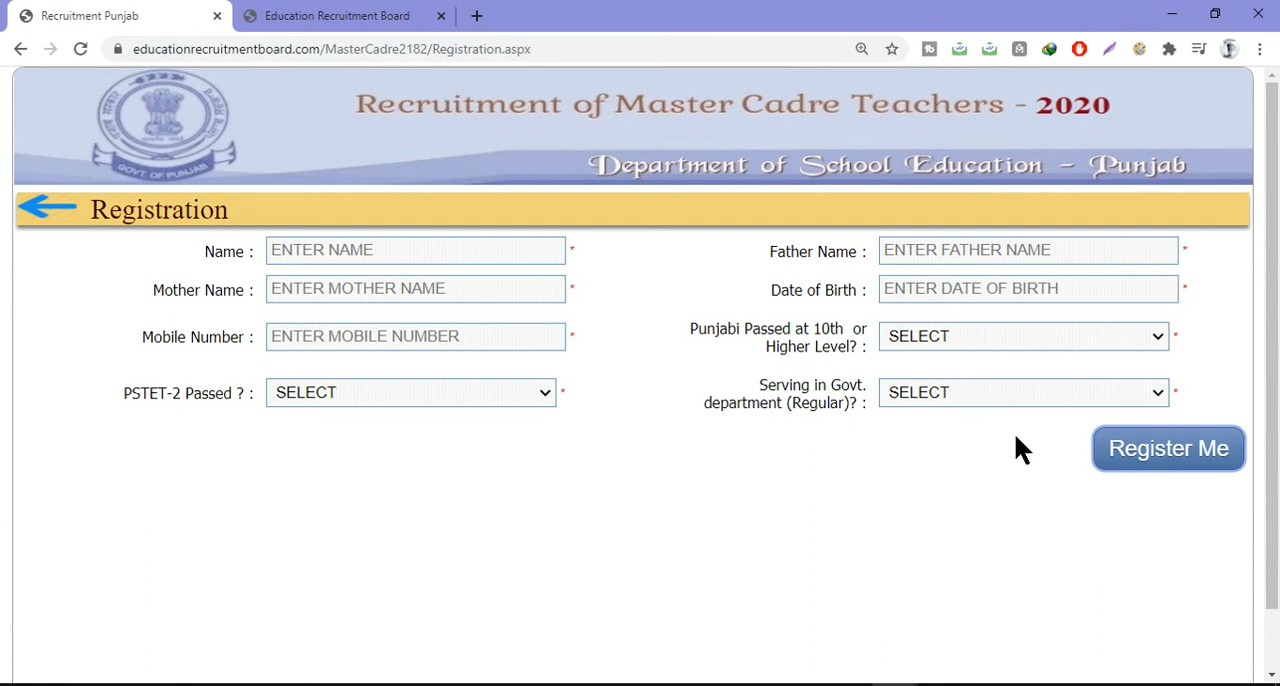 Recruitment Punjab
Education Recruitment Board
educationrecruitmentboard.com/MasterCadre2182/Registration.aspx
Recruitment of Master Cadre Teachers - 2020
Department of School Education - Punjab
GOVT. OF PUNJAB
Registration
Name : ENTER NAME *
Father Name : ENTER FATHER NAME *
Mother Name : ENTER MOTHER NAME *
Date of Birth : ENTER DATE OF BIRTH *
Mobile Number : ENTER MOBILE NUMBER *
Punjabi Passed at 10th or
Higher Level? : SELECT *
PSTET-2 Passed ? : SELECT *
Serving in Govt.
department (Regular)? : SELECT *
Register Me